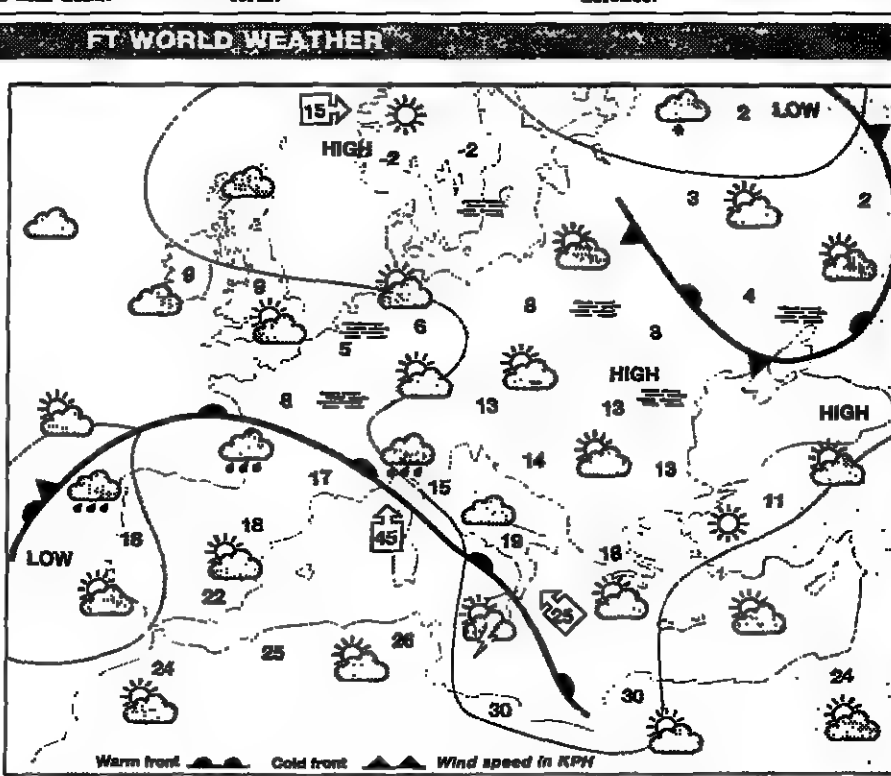 FT WORLD WEATHER
15
2 LOW
HIGH -2 -2
3 2
9 9
4
6 8
5 3
HIGH
8 13 13
HIGH
17 15 14 13
11
18 18 45 19 18
LOW
22 25
24 25 26
24
30 30
Warm front Cold front Wind speed in KPH